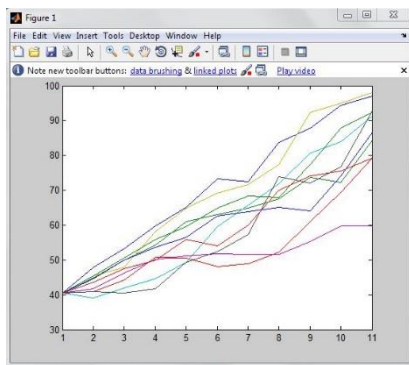 Figure 1
File Edit View Insert Tools Desktop Window Help
Note new toolbar buttons: data brushing & linked plots Play video
100
90
80
70
60
50
40
30
1 2 3 4 5 6 7 8 9 10 11